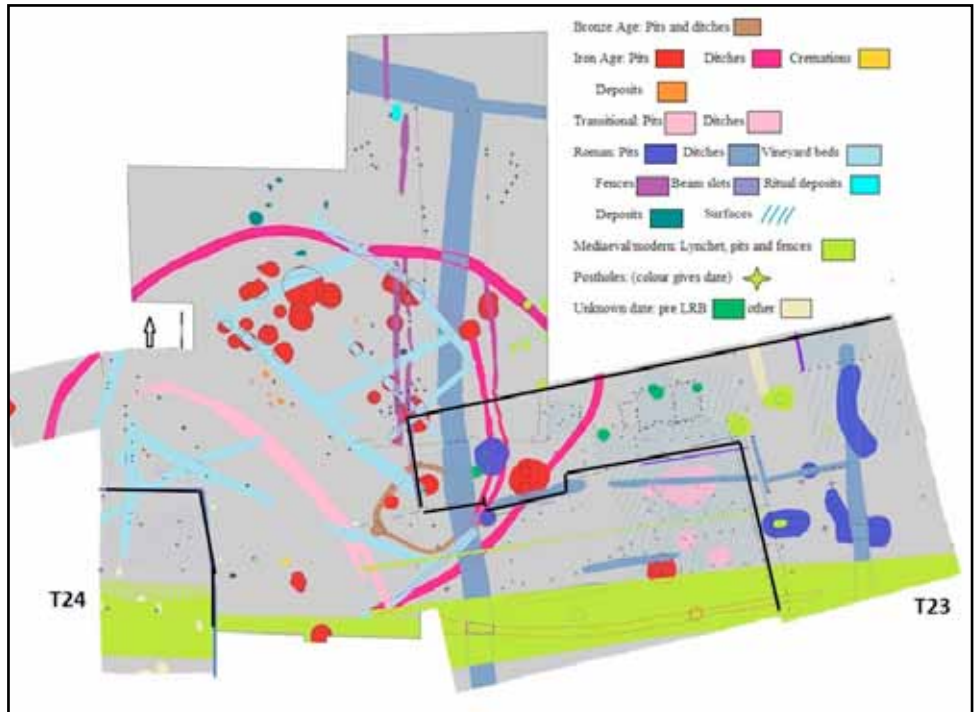 Bronze Age: Pits and ditches
Iron Age: Pits Ditches Cremations
Deposits
Transitional: Pits Ditches
Roman: Pits Ditches Vineyard beds
Fences Beam slots Ritual deposits
Deposits Surfaces
Mediaeval/modern: Lynchet, pits and fences
Postholes: (colour gives date)
Unknown date: pre LRB other
T24
T23